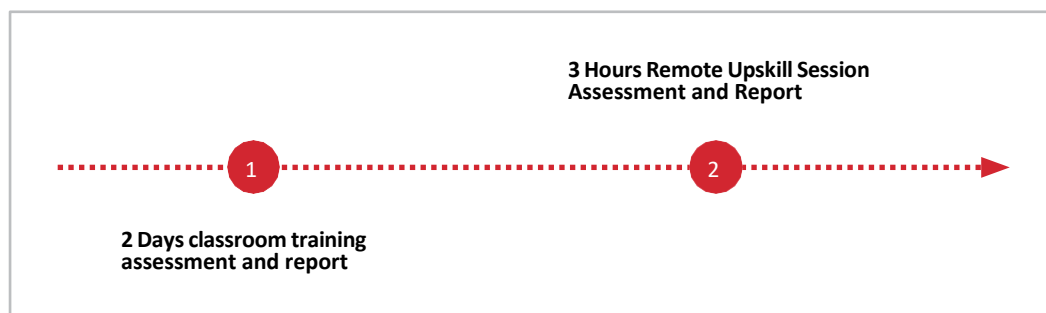 3 Hours Remote Upskill Session
Assessment and Report
1
2
2 Days classroom training
assessment and report